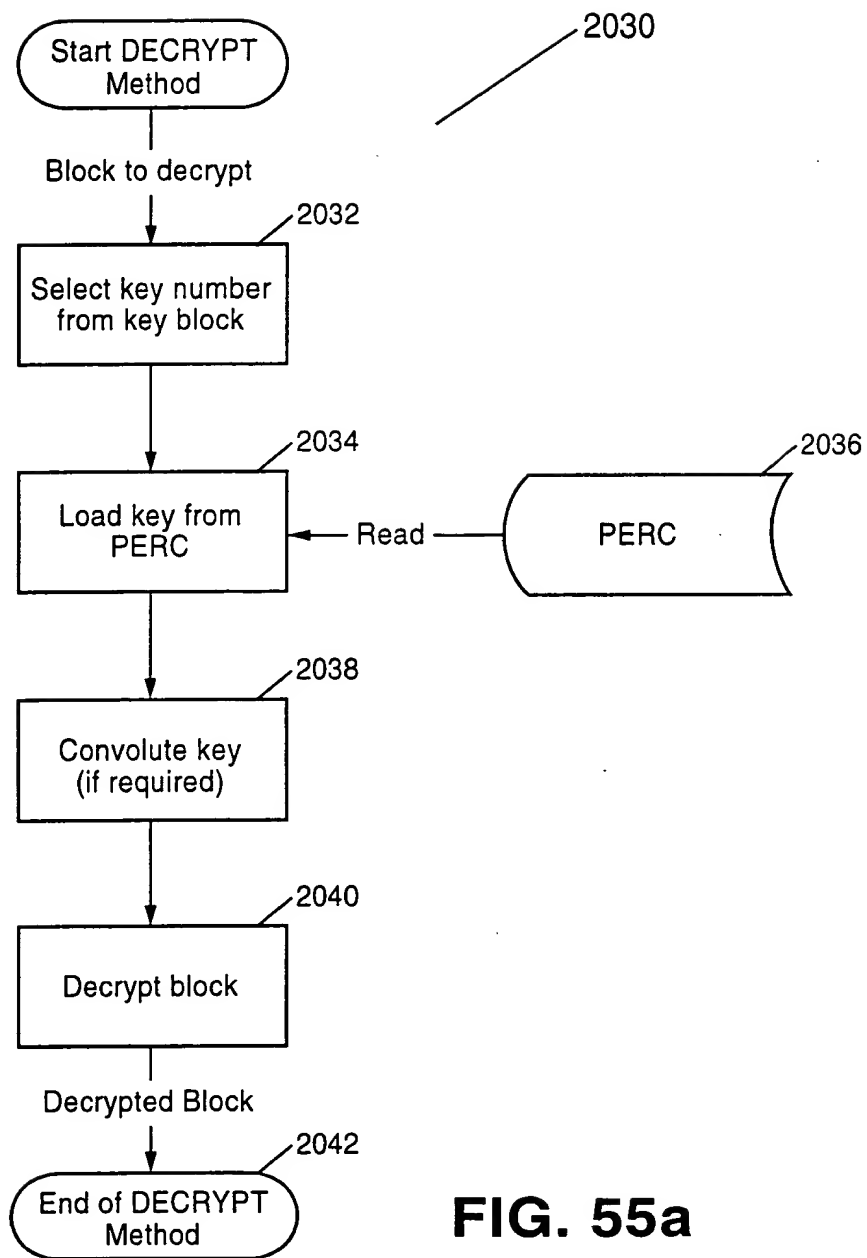 2030
Start DECRYPT
Method
Block to decrypt
2032
Select key number
from key block
2034
Load key from
PERC
Read
2036
PERC
2038
Convolute key
(if required)
2040
Decrypt block
Decrypted Block
2042
End of DECRYPT
Method
FIG. 55a